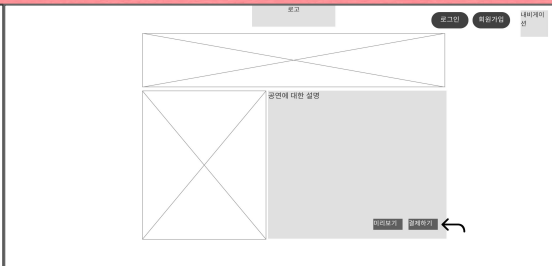 로고
로그인
회원가입
내비게이
션
공연에 대한 설명
미리보기
결제하기